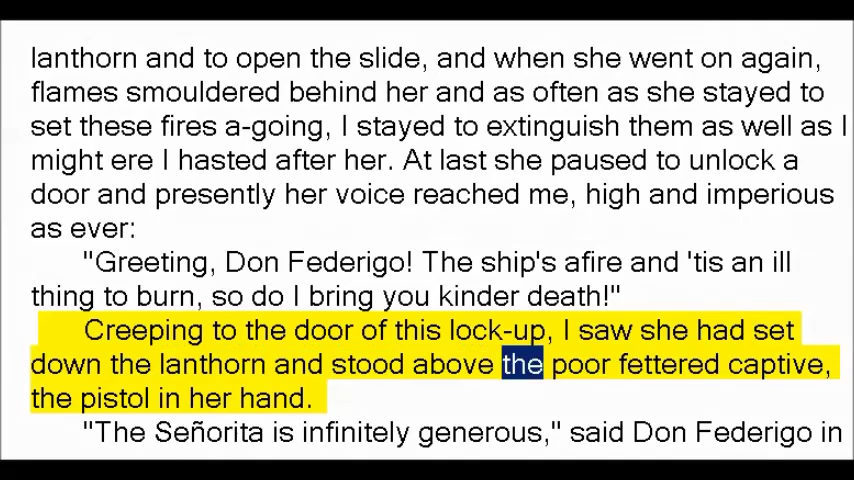 lanthorn and to open the slide, and when she went on again,
flames smouldered behind her and as often as she stayed to
set these fires a-going, I stayed to extinguish them as well as I
might ere I hasted after her. At last she paused to unlock a
door and presently her voice reached me, high and imperious
as ever:
"Greeting, Don Federigo! The ship's afire and 'tis an ill
thing to burn, so do I bring you kinder death!"
Creeping to the door of this lock-up, I saw she had set
down the lanthorn and stood above the poor fettered captive,
the pistol in her hand.
"The Señorita is infinitely generous," said Don Federigo in